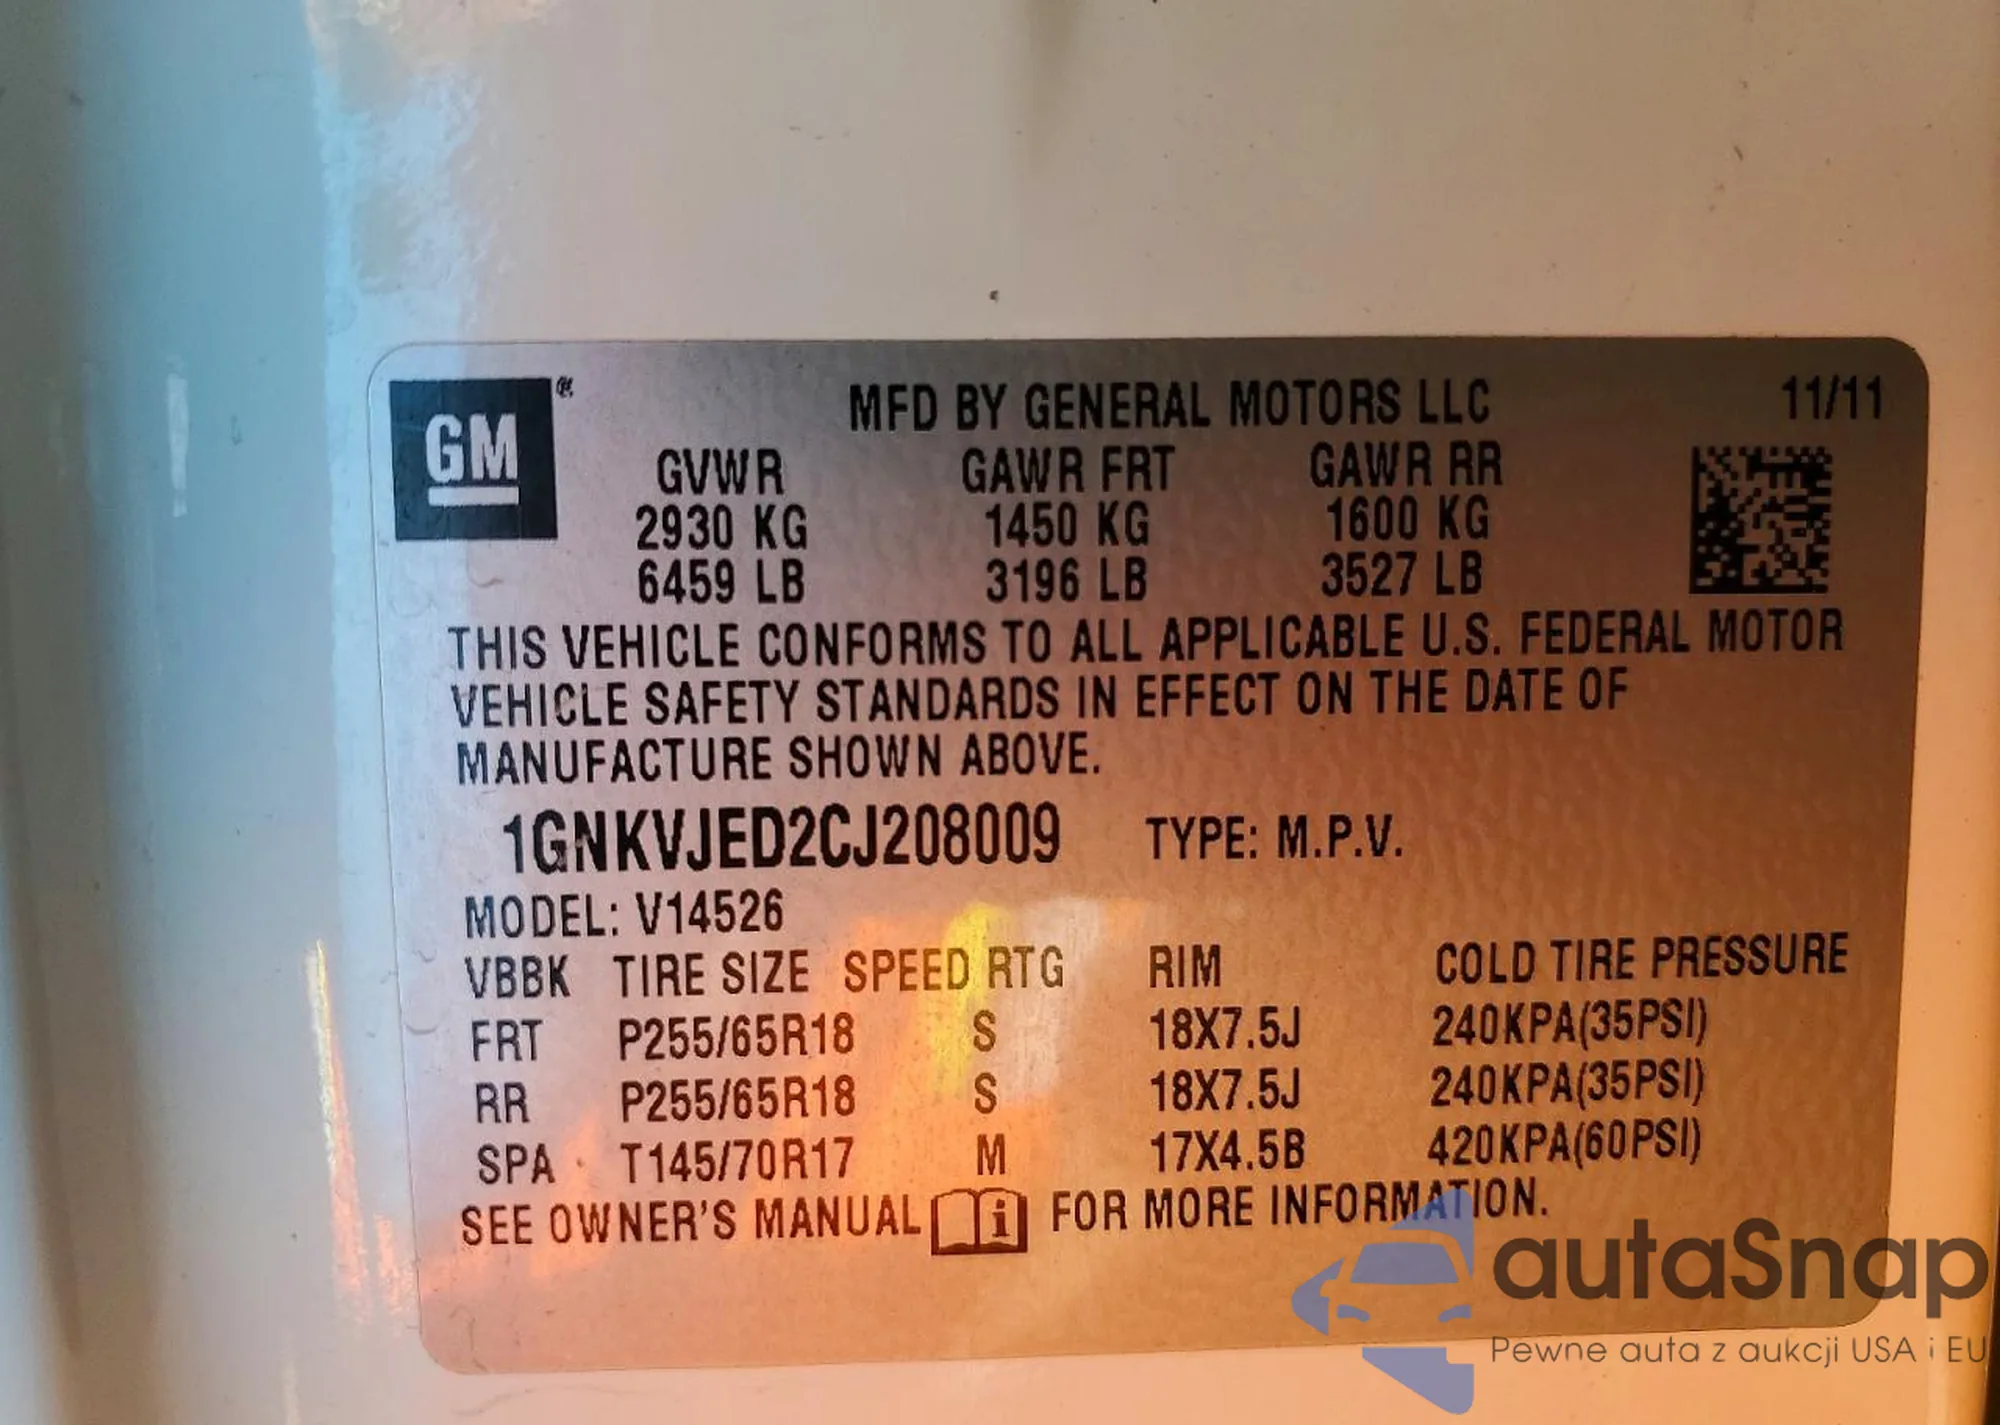 GM®
MFD BY GENERAL MOTORS LLC 11/11
GVWR GAWR FRT GAWR RR
2930 KG 1450 KG 1600 KG
6459 LB 3196 LB 3527 LB
THIS VEHICLE CONFORMS TO ALL APPLICABLE U.S. FEDERAL MOTOR
VEHICLE SAFETY STANDARDS IN EFFECT ON THE DATE OF
MANUFACTURE SHOWN ABOVE.
1GNKVJED2CJ208009 TYPE: M.P.V.
MODEL: V14526
VBBK TIRE SIZE SPEED RTG RIM COLD TIRE PRESSURE
FRT P255/65R18 S 18X7.5J 240KPA(35PSI)
RR P255/65R18 S 18X7.5J 240KPA(35PSI)
SPA T145/70R17 M 17X4.5B 420KPA(60PSI)
SEE OWNER'S MANUAL i FOR MORE INFORMATION.
autaSnap
Pewne auta z aukcji USA i EU